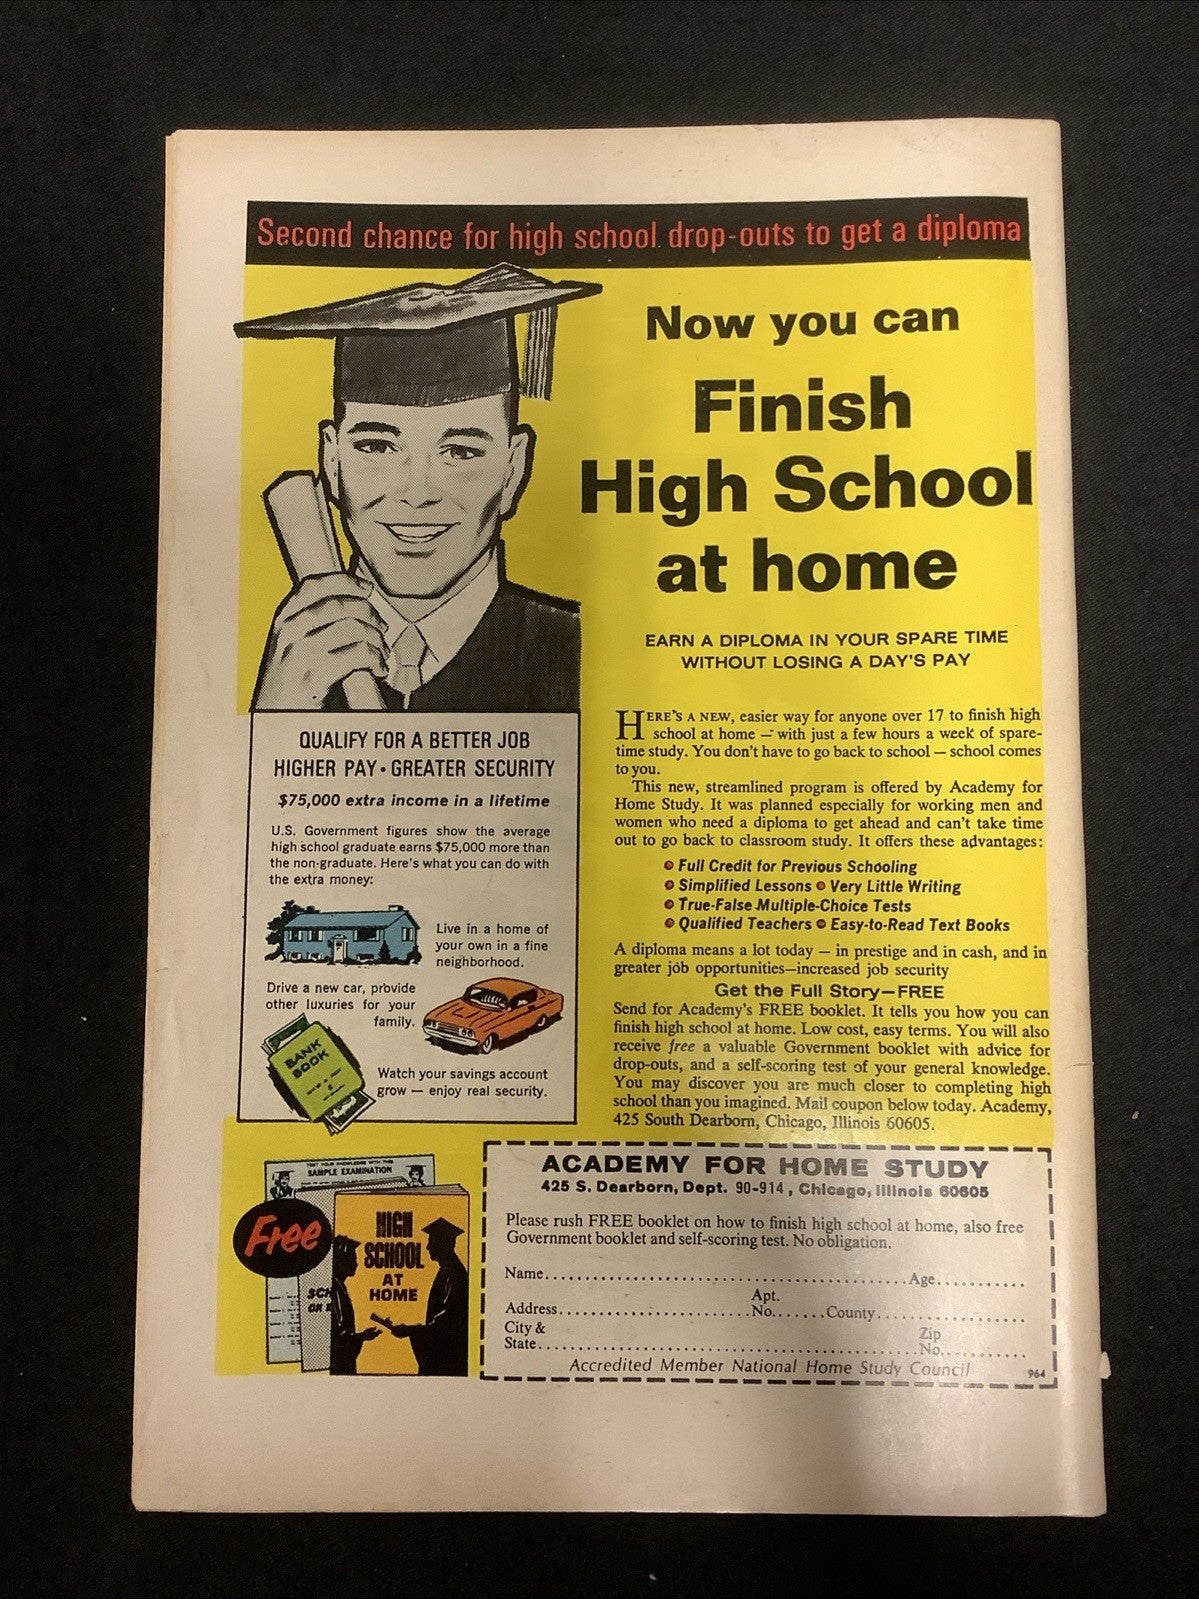 Second chance for high school drop-outs to get a diploma
Now you can
Finish
High School
at home
EARN A DIPLOMA IN YOUR SPARE TIME
WITHOUT LOSING A DAY'S PAY
QUALIFY FOR A BETTER JOB
HIGHER PAY • GREATER SECURITY
$75,000 extra income in a lifetime
U.S. Government figures show the average
high school graduate earns $75,000 more than
the non-graduate. Here's what you can do with
the extra money:
Live in a home of
your own in a fine
neighborhood.
Drive a new car, provide
other luxuries for your
family.
BANK
BOOK
Watch your savings account
grow — enjoy real security.
HERE'S A NEW, easier way for anyone over 17 to finish high
school at home — with just a few hours a week of spare-
time study. You don't have to go back to school — school comes
to you.
This new, streamlined program is offered by Academy for
Home Study. It was planned especially for working men and
women who need a diploma to get ahead and can't take time
out to go back to classroom study. It offers these advantages:
• Full Credit for Previous Schooling
• Simplified Lessons • Very Little Writing
• True-False Multiple-Choice Tests
• Qualified Teachers • Easy-to-Read Text Books
A diploma means a lot today — in prestige and in cash, and in
greater job opportunities—increased job security
Get the Full Story—FREE
Send for Academy's FREE booklet. It tells you how you can
finish high school at home. Low cost, easy terms. You will also
receive free a valuable Government booklet with advice for
drop-outs, and a self-scoring test of your general knowledge.
You may discover you are much closer to completing high
school than you imagined. Mail coupon below today. Academy,
425 South Dearborn, Chicago, Illinois 60605.
TEST YOUR KNOWLEDGE WITH THIS
SAMPLE EXAMINATION
Free
HIGH
SCHOOL
AT
HOME
SCH
ACADEMY FOR HOME STUDY
425 S. Dearborn, Dept. 90-914, Chicago, Illinois 60605
Please rush FREE booklet on how to finish high school at home, also free
Government booklet and self-scoring test. No obligation.
Name.....Age.....
Apt.
Address.....No.....County.....
City & Zip
State.....No.....
Accredited Member National Home Study Council 964